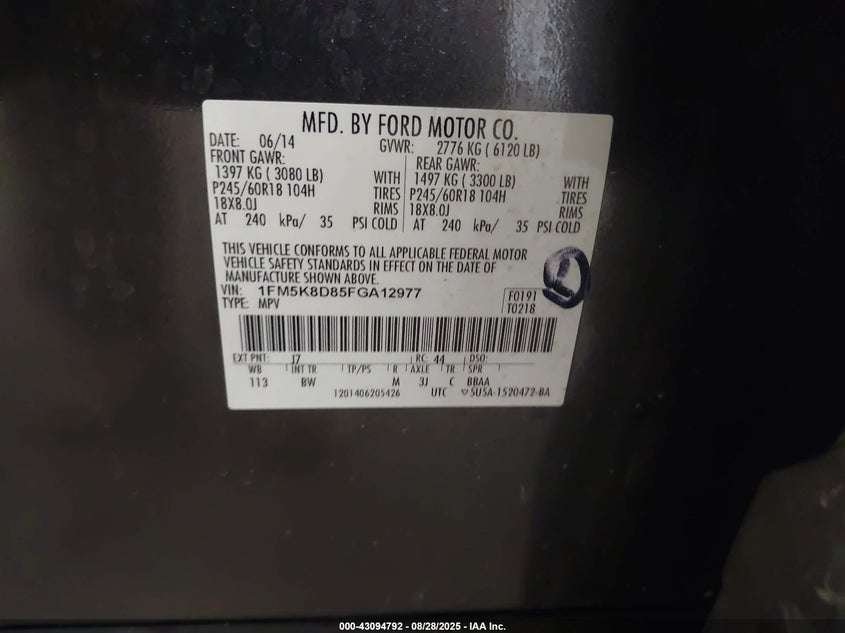 MFD. BY FORD MOTOR CO.
DATE: 06/14 GVWR: 2776 KG ( 6120 LB)
FRONT GAWR: REAR GAWR:
1397 KG ( 3080 LB) WITH 1497 KG ( 3300 LB) WITH
P245/60R18 104H TIRES P245/60R18 104H TIRES
18X8.0J RIMS 18X8.0J RIMS
AT 240 kPa/ 35 PSI COLD AT 240 kPa/ 35 PSI COLD
THIS VEHICLE CONFORMS TO ALL APPLICABLE FEDERAL MOTOR
VEHICLE SAFETY STANDARDS IN EFFECT ON THE DATE OF
MANUFACTURE SHOWN ABOVE.
VIN: 1FM5K8D85FGA12977 F0191
TYPE: MPV T0218
EXT PNT: J7 RC: 44 DSO:
WB INT TR TP/PS R AXLE TR SPR
113 BW M 3J C BBAA
1201406205426 UTC 5U5A-1520472-BA
000-43094792 - 08/28/2025 - IAA Inc.